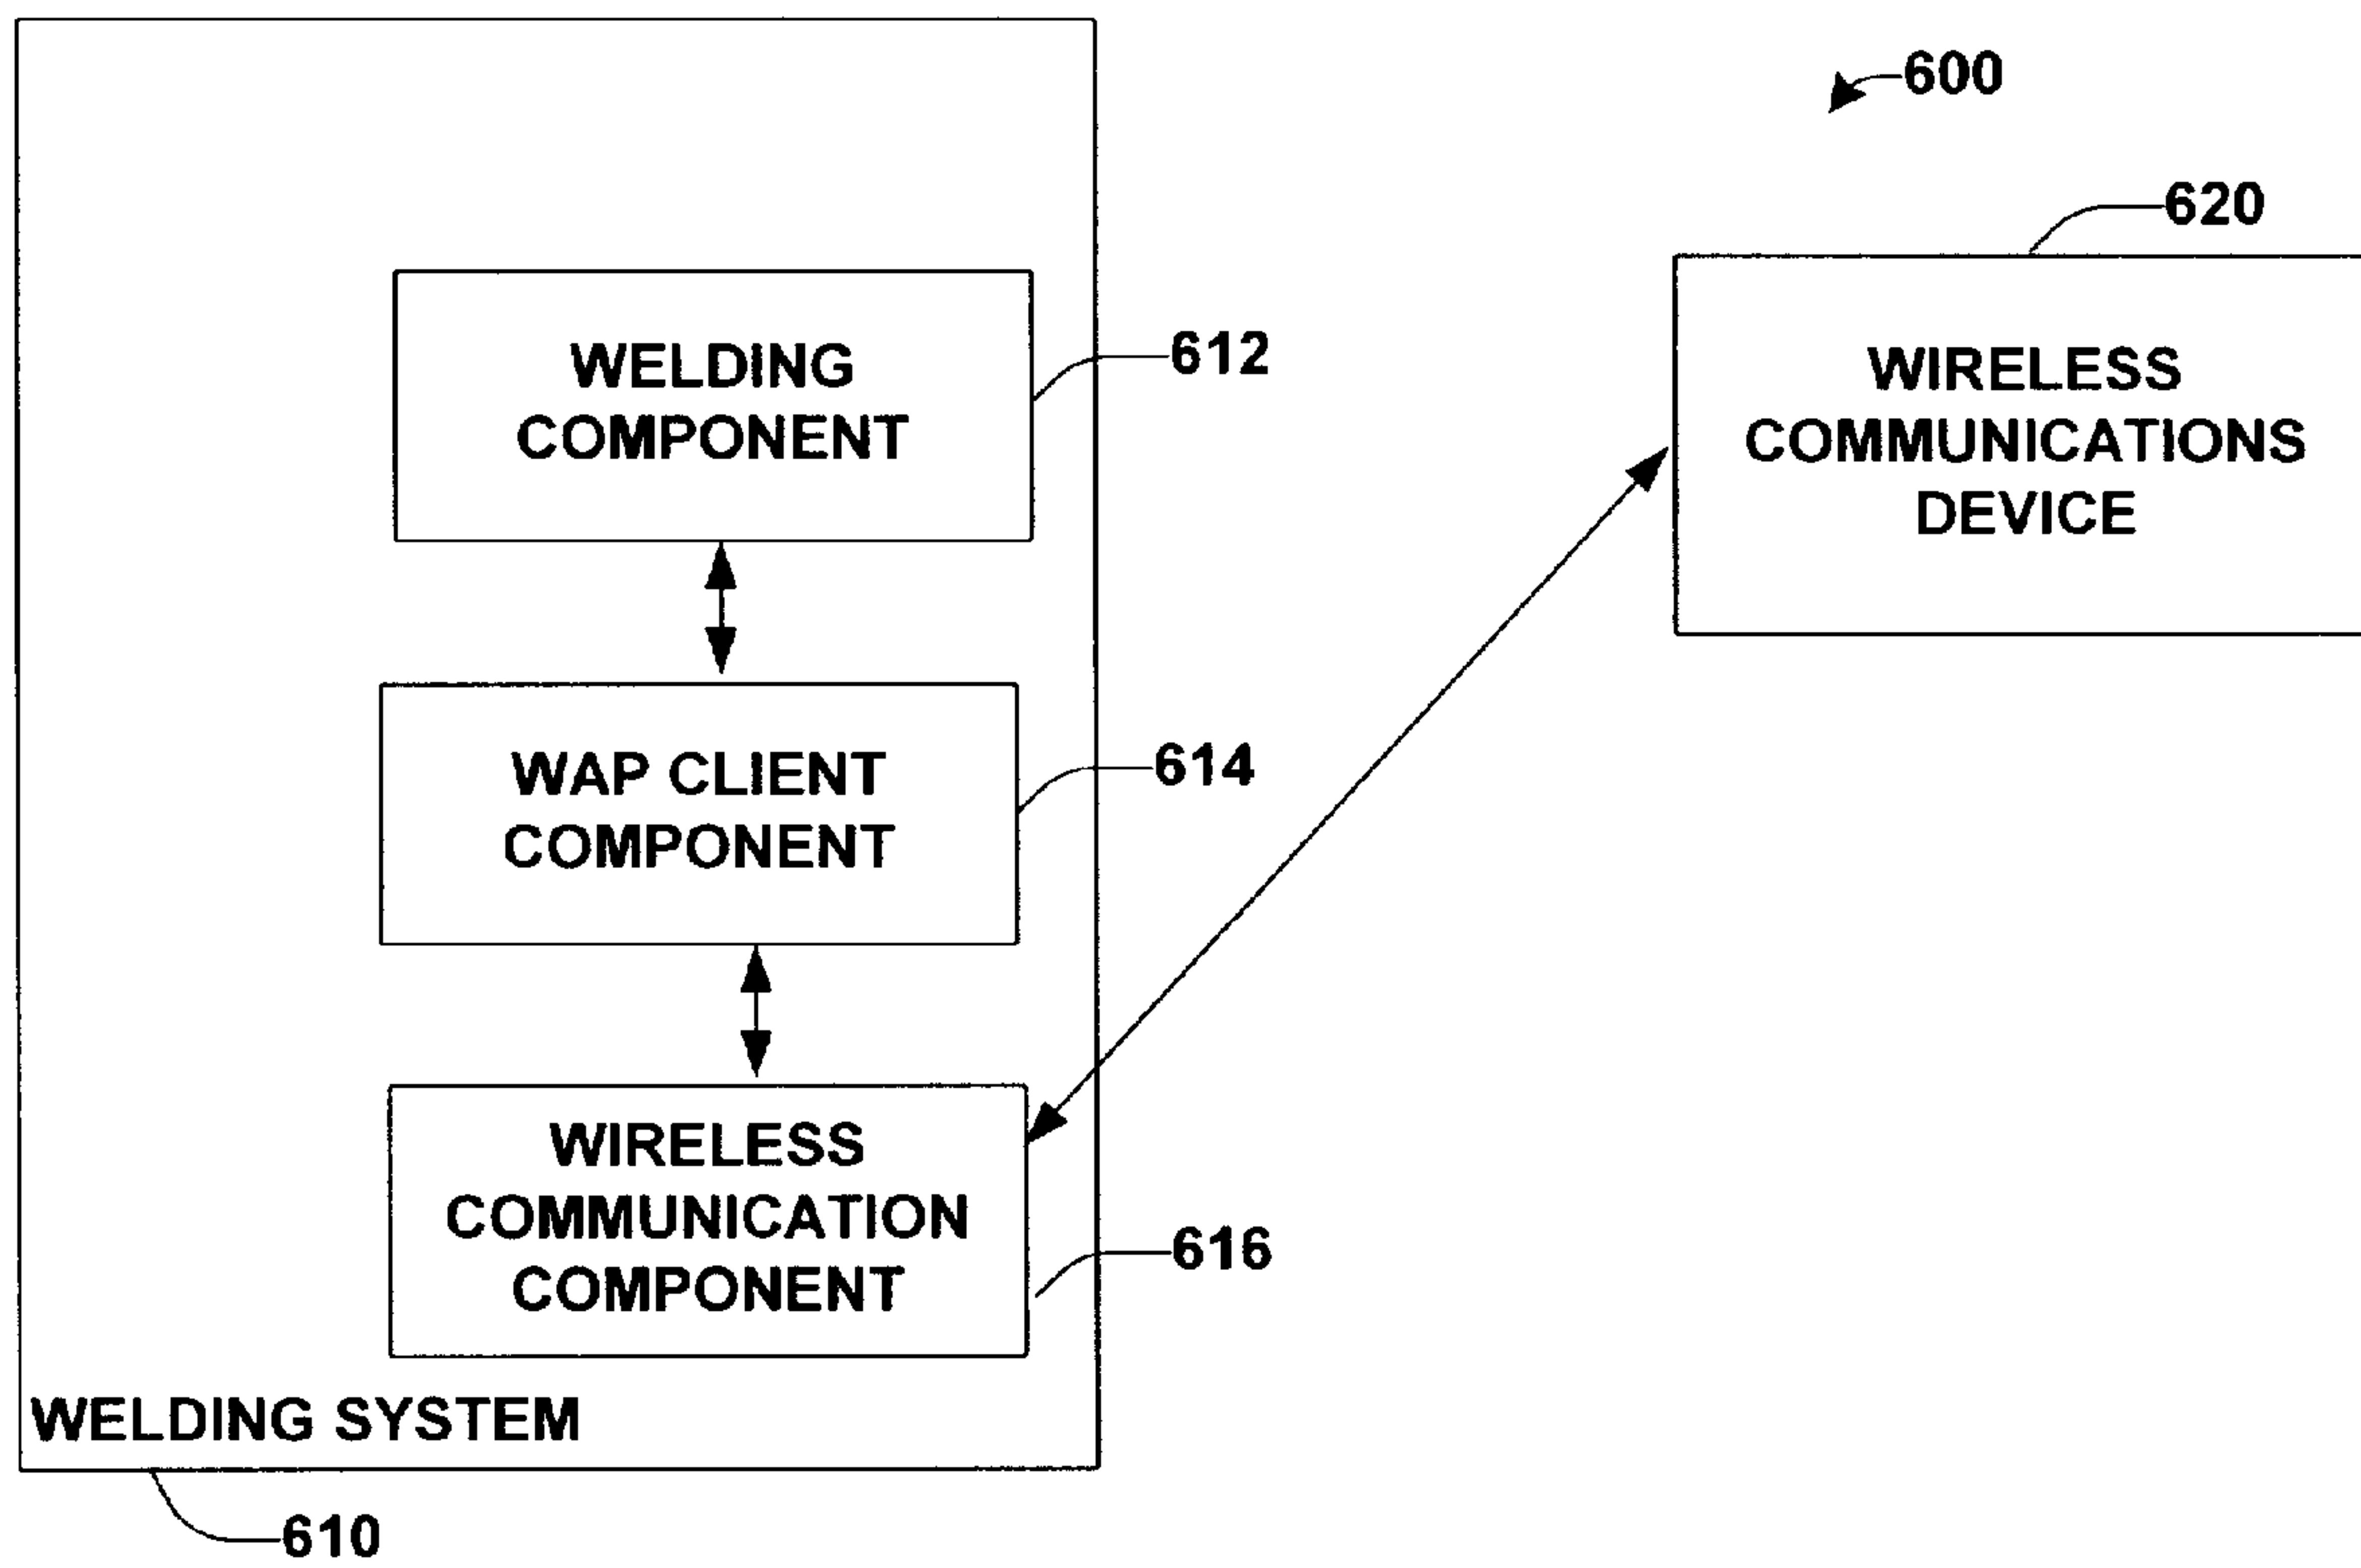 600
620
WELDING
COMPONENT
612
WIRELESS
COMMUNICATIONS
DEVICE
WAP CLIENT
COMPONENT
614
WIRELESS
COMMUNICATION
COMPONENT
616
WELDING SYSTEM
610